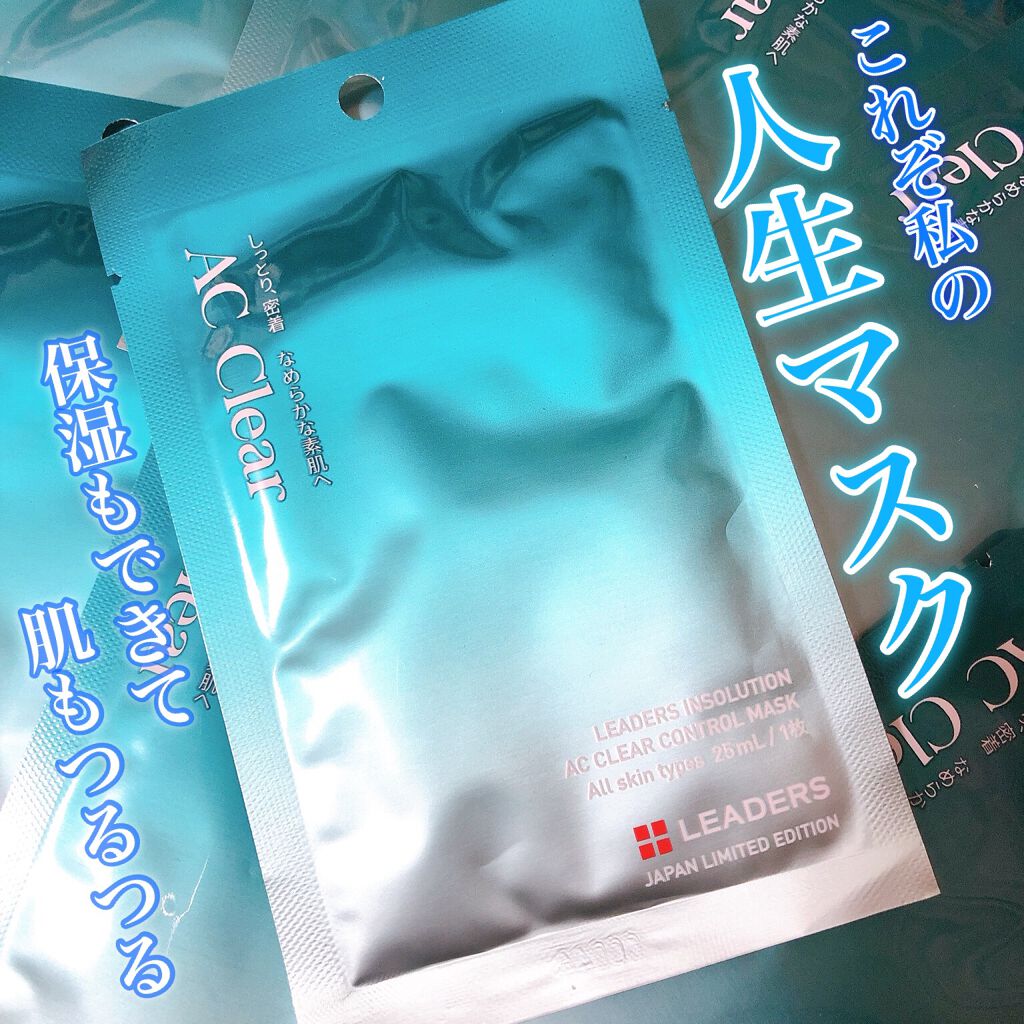 これぞ私の
人生マスク
しっとり、密着 なめらかな素肌へ
AC Clear
保湿もできて
肌もつるつる
LEADERS INSOLUTION
AC CLEAR CONTROL MASK
All skin types 25mL / 1枚
LEADERS
JAPAN LIMITED EDITION